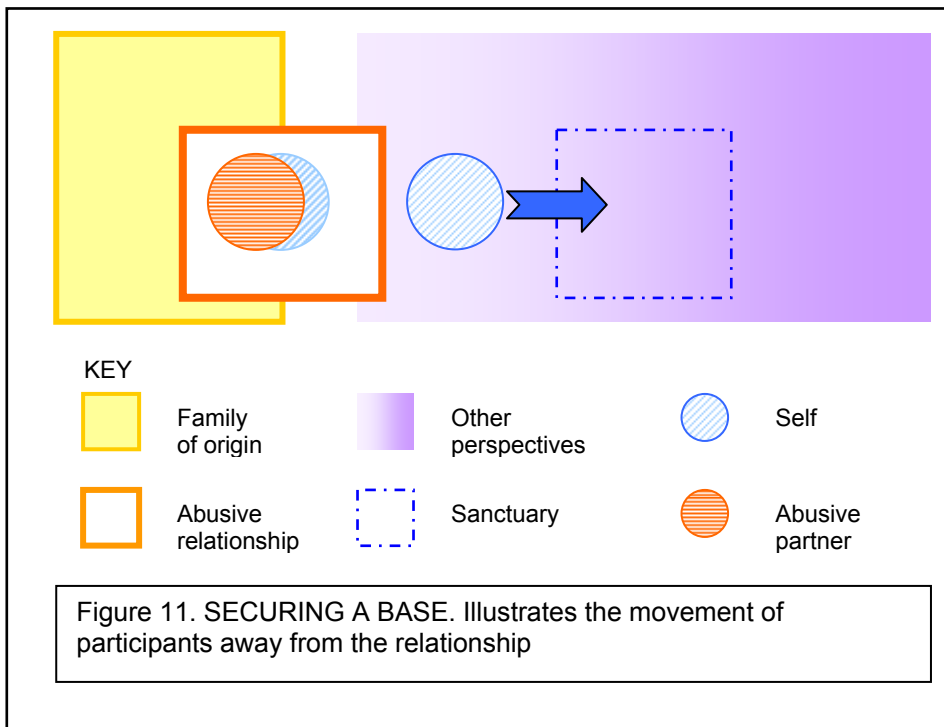 KEY
Family
of origin
Other
perspectives
Self
Abusive
relationship
Sanctuary
Abusive
partner
Figure 11. SECURING A BASE. Illustrates the movement of
participants away from the relationship